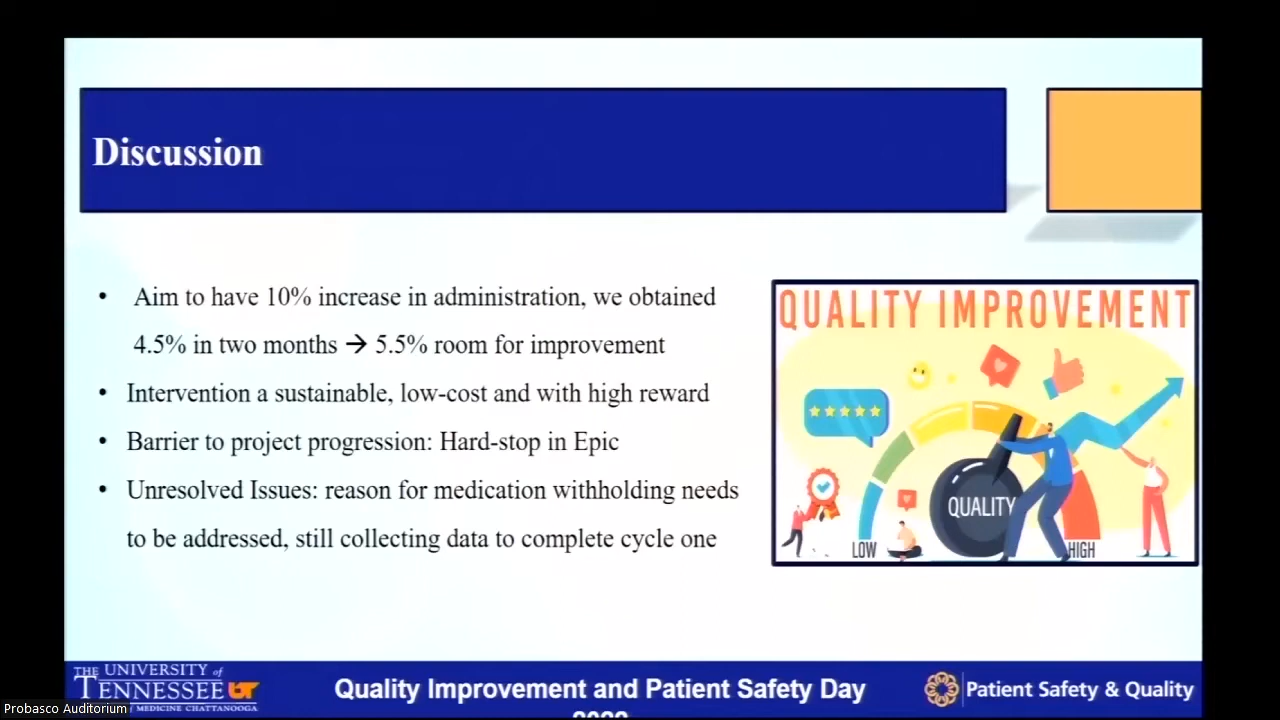 Discussion
• Aim to have 10% increase in administration, we obtained
4.5% in two months → 5.5% room for improvement
• Intervention a sustainable, low-cost and with high reward
• Barrier to project progression: Hard-stop in Epic
• Unresolved Issues: reason for medication withholding needs
to be addressed, still collecting data to complete cycle one
QUALITY IMPROVEMENT
QUALITY
LOW
HIGH
THE UNIVERSITY of
TENNESSEE UT
MEDICINE CHATTANOOGA
Quality Improvement and Patient Safety Day
Patient Safety & Quality
Probasco Auditorium